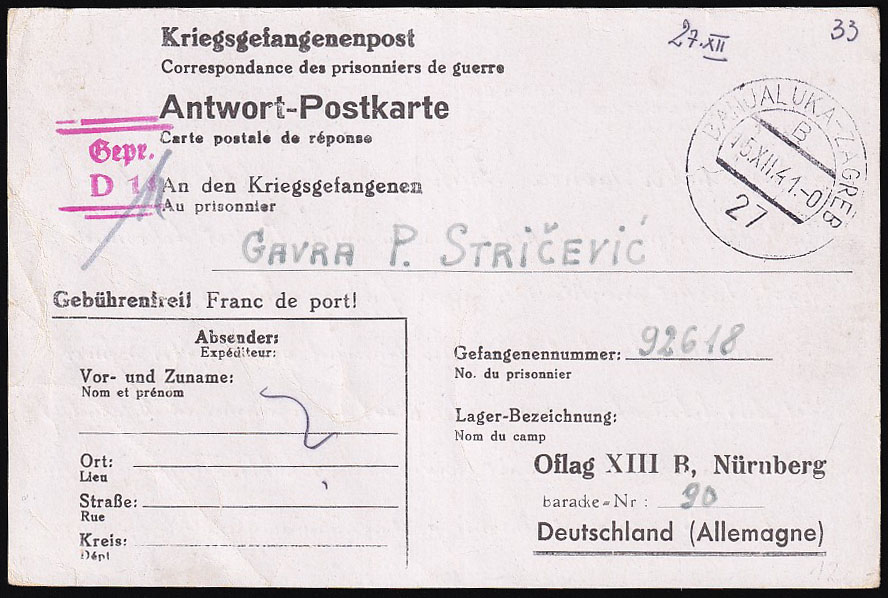 Kriegsgefangenenpost
Correspondance des prisonniers de guerre
27.XII
33
Antwort-Postkarte
Carte postale de réponse
Gepr.
D
BANJALUKA-ZAGREB
B
15.XII.41.-0
27
An den Kriegsgefangenen
Au prisonnier
GAVRA P. STRIČEVIĆ
Gebührenfrei! Franc de port!
Absender:
Expéditeur:
Vor- und Zuname:
Nom et prénom
Ort:
Lieu
Straße:
Rue
Kreis:
Dépt
Gefangenennummer: 92618
No. du prisonnier
Lager-Bezeichnung:
Nom du camp
Oflag XIII B, Nürnberg
baracke-Nr: 90
Deutschland (Allemagne)
12